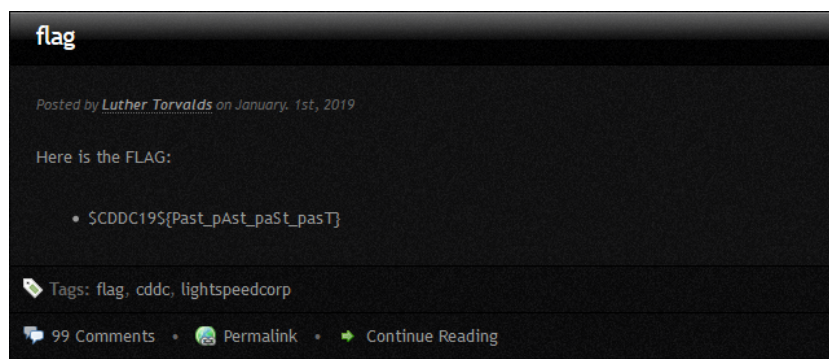 flag
Posted by Luther Torvalds on January. 1st, 2019
Here is the FLAG:
• $CDDC19${Past_pAst_paSt_pasT}
Tags: flag, cddc, lightspeedcorp
99 Comments • Permalink • Continue Reading